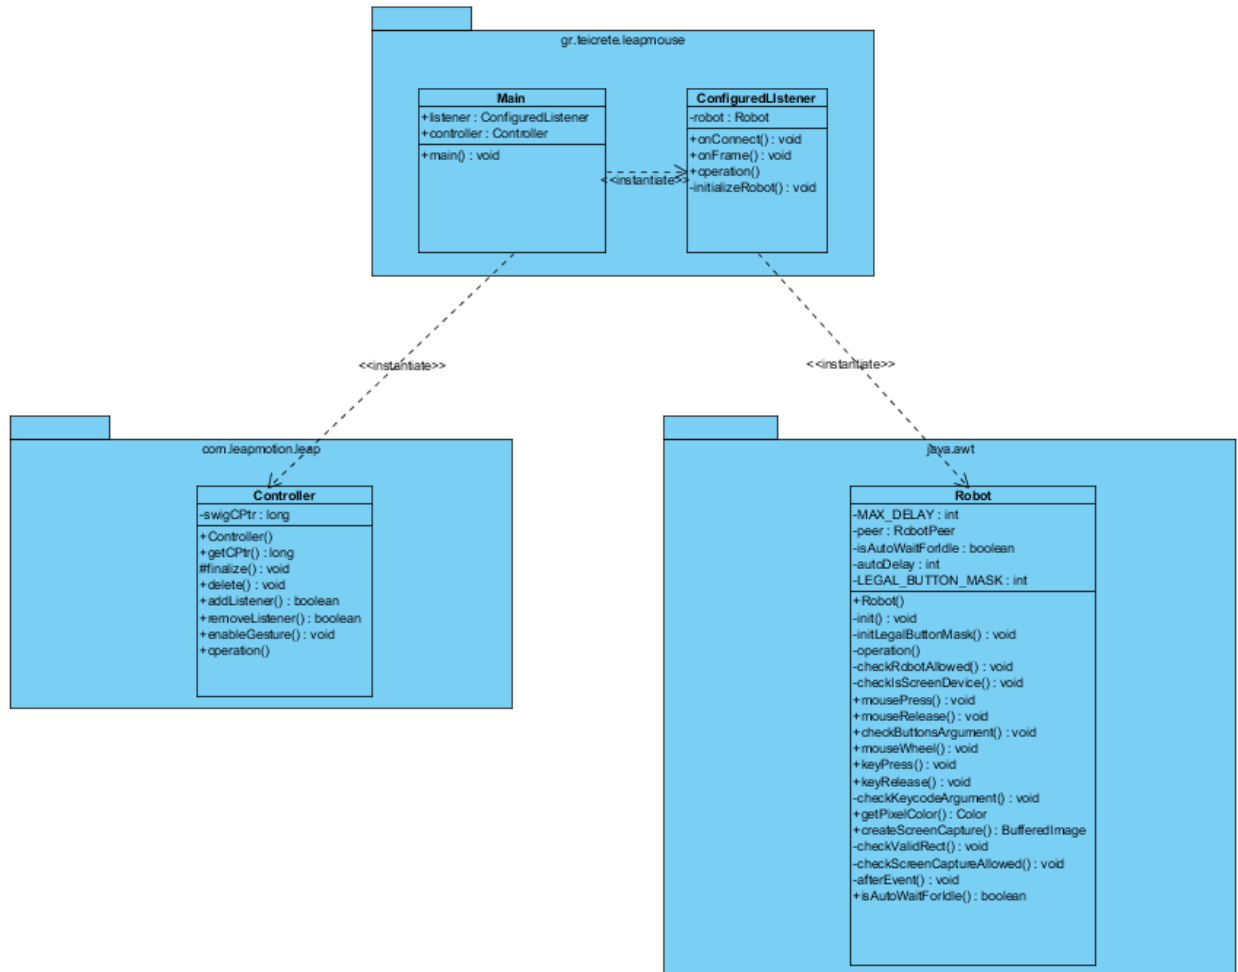 gr.teicrete.leapmouse
Main
+listener : ConfiguredListener
+controller : Controller
+main() : void
ConfiguredListener
-robot : Robot
+onConnect() : void
+onFrame() : void
+operation()
-initializeRobot() : void
<<instantiate>>
<<instantiate>>
<<instantiate>>
com.leapmotion.leap
Controller
-swigCPtr : long
+Controller()
+getCPtr() : long
#finalize() : void
+delete() : void
+addListener() : boolean
+removeListener() : boolean
+enableGesture() : void
+operation()
java.awt
Robot
-MAX_DELAY : int
-peer : RobotPeer
-isAutoWaitForIdle : boolean
-autoDelay : int
-LEGAL_BUTTON_MASK : int
+Robot()
-init() : void
-initLegalButtonMask() : void
-operation()
-checkRobotAllowed() : void
-checkIsScreenDevice() : void
+mousePress() : void
+mouseRelease() : void
+checkButtonsArgument() : void
+mouseWheel() : void
+keyPress() : void
+keyRelease() : void
-checkKeycodeArgument() : void
+getPixelColor() : Color
+createScreenCapture() : BufferedImage
-checkValidRect() : void
-checkScreenCaptureAllowed() : void
-afterEvent() : void
+isAutoWaitForIdle() : boolean